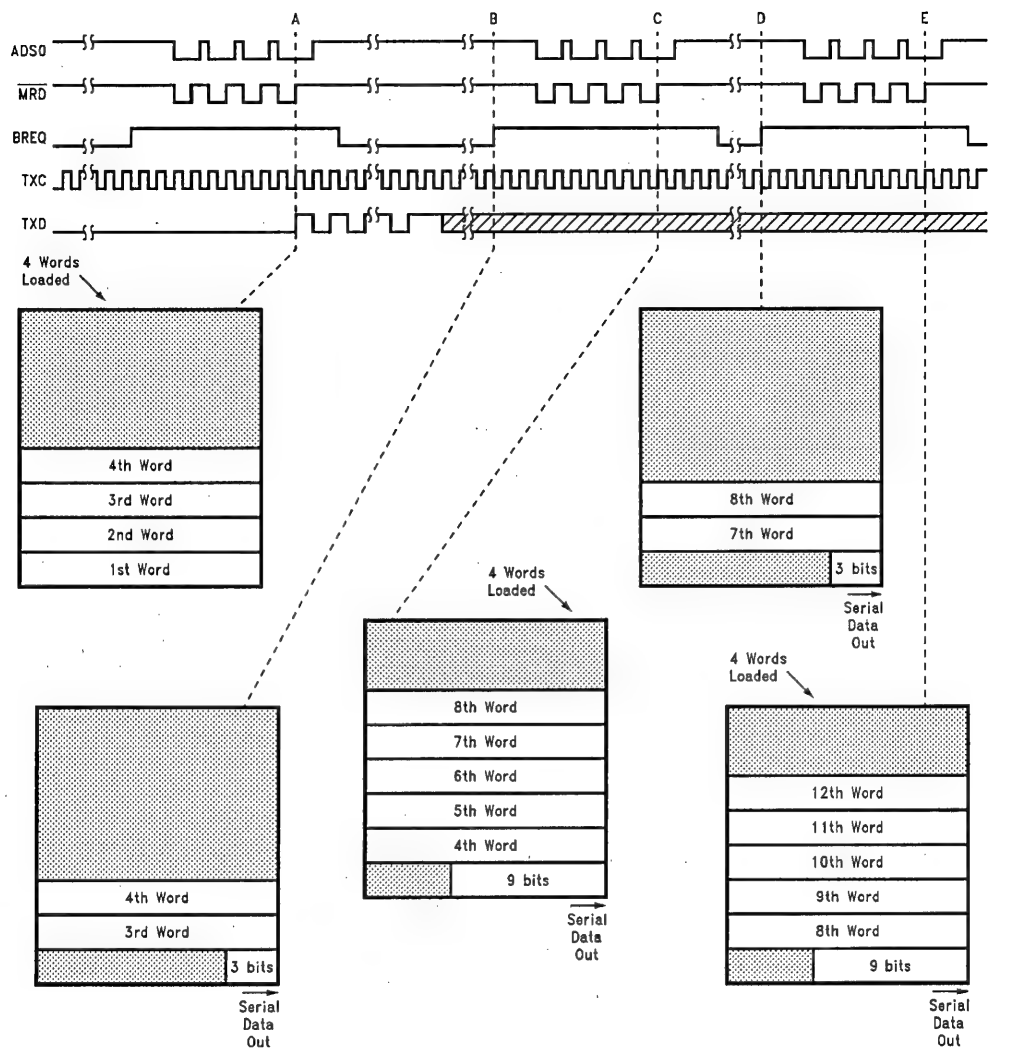 A B C D E
ADS0
MRD
BREQ
TXC
TXD
4 Words
Loaded
4th Word
3rd Word
2nd Word
1st Word
8th Word
7th Word
3 bits
Serial
Data
Out
4 Words
Loaded
8th Word
7th Word
6th Word
5th Word
4th Word
9 bits
Serial
Data
Out
4 Words
Loaded
12th Word
11th Word
10th Word
9th Word
8th Word
9 bits
Serial
Data
Out
4th Word
3rd Word
3 bits
Serial
Data
Out